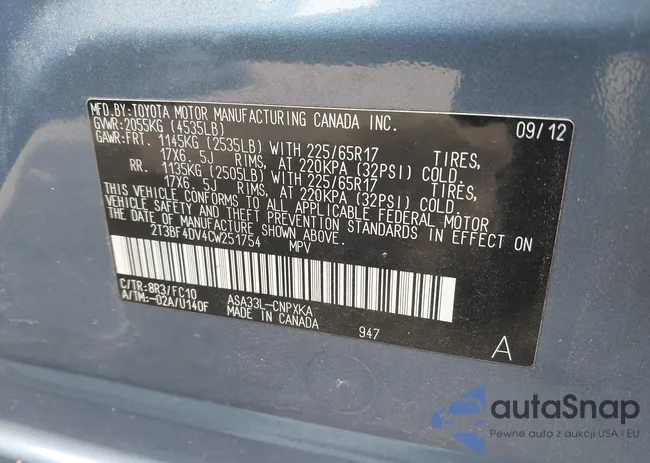 MFD.BY:TOYOTA MOTOR MANUFACTURING CANADA INC. 09/12
GVWR:2055KG (4535LB)
GAWR:FRT. 1145KG (2535LB) WITH 225/65R17 TIRES,
17X6. 5J RIMS, AT 220KPA (32PSI) COLD.
RR. 1135KG (2505LB) WITH 225/65R17 TIRES,
17X6. 5J RIMS, AT 220KPA (32PSI) COLD.
THIS VEHICLE CONFORMS TO ALL APPLICABLE FEDERAL MOTOR
VEHICLE SAFETY AND THEFT PREVENTION STANDARDS IN EFFECT ON
THE DATE OF MANUFACTURE SHOWN ABOVE.
2T3BF4DV4CW251754 MPV
C/TR:8R3/FC10 ASA33L-CNPXKA
A/TM:-02A/U140F MADE IN CANADA 947 A
autoSnap
Pewne auto z aukcji USA i EU